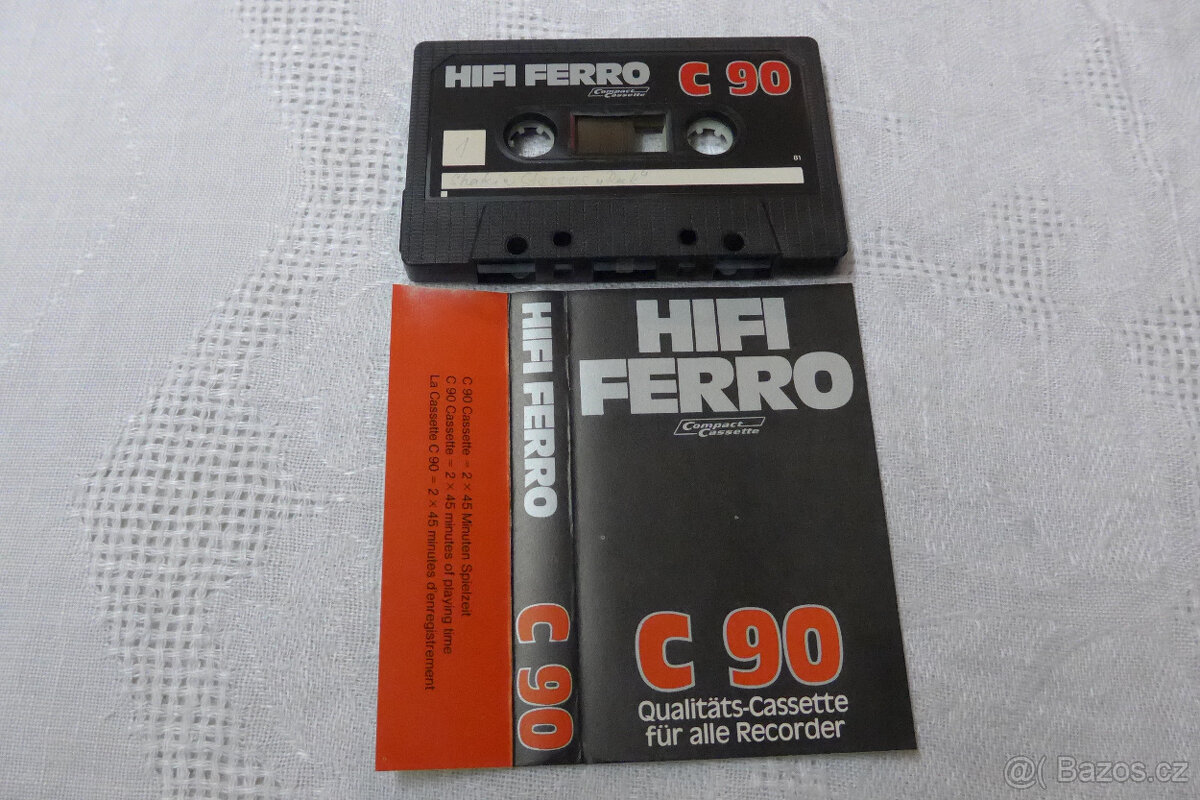 HIFI FERRO C 90
Compact
Cassette
1
81
HIFI
FERRO
Compact
Cassette
C 90
Qualitäts-Cassette
für alle Recorder
HIFI FERRO C 90
C 90 Cassette = 2 × 45 Minuten Spielzeit
C 90 Cassette = 2 × 45 minutes of playing time
La Cassette C 90 = 2 × 45 minutes d'enregistrement
@( Bazos.cz